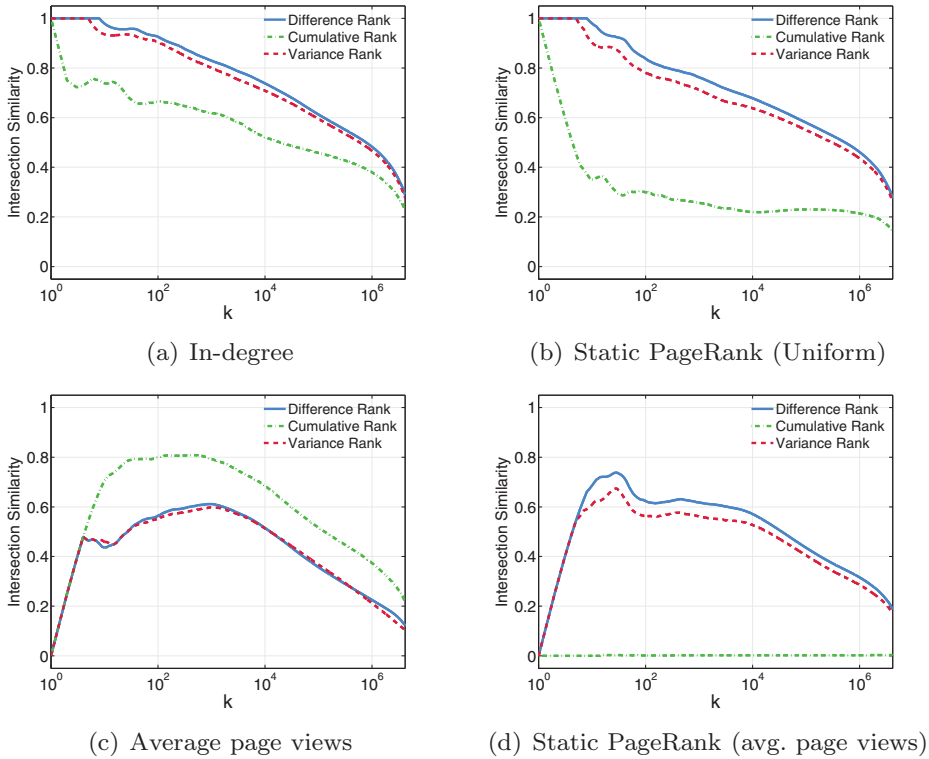 Difference Rank
Cumulative Rank
Variance Rank
Intersection Similarity
1
0.8
0.6
0.4
0.2
0
10^0
10^2
10^4
10^6
k
(a) In-degree
Difference Rank
Cumulative Rank
Variance Rank
Intersection Similarity
1
0.8
0.6
0.4
0.2
0
10^0
10^2
10^4
10^6
k
(b) Static PageRank (Uniform)
Difference Rank
Cumulative Rank
Variance Rank
Intersection Similarity
1
0.8
0.6
0.4
0.2
0
10^0
10^2
10^4
10^6
k
(c) Average page views
Difference Rank
Cumulative Rank
Variance Rank
Intersection Similarity
1
0.8
0.6
0.4
0.2
0
10^0
10^2
10^4
10^6
k
(d) Static PageRank (avg. page views)